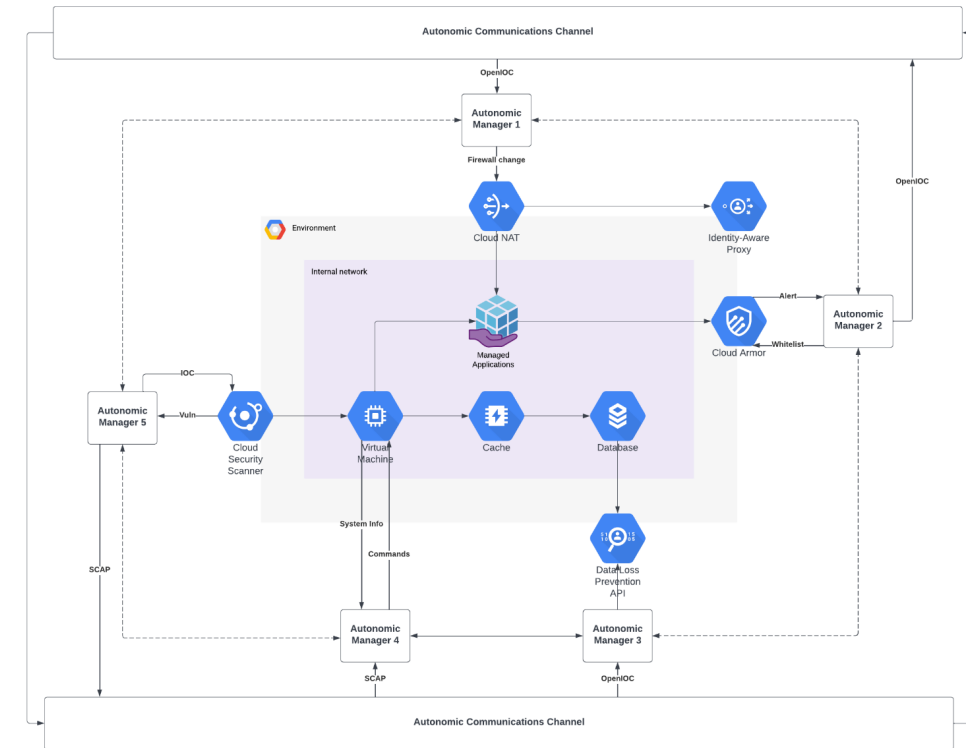 Autonomic Communications Channel
OpenIOC
Autonomic
Manager 1
Firewall change
OpenIOC
Cloud NAT
Identity-Aware
Proxy
Environment
Internal network
Managed
Applications
Alert
Autonomic
Manager 2
Whitelist
Cloud Armor
IOC
Autonomic
Manager 5
Vuln
Cloud
Security
Scanner
Virtual
Machine
Cache
Database
System Info
Commands
Data Loss
Prevention
API
SCAP
Autonomic
Manager 4
Autonomic
Manager 3
SCAP
OpenIOC
Autonomic Communications Channel